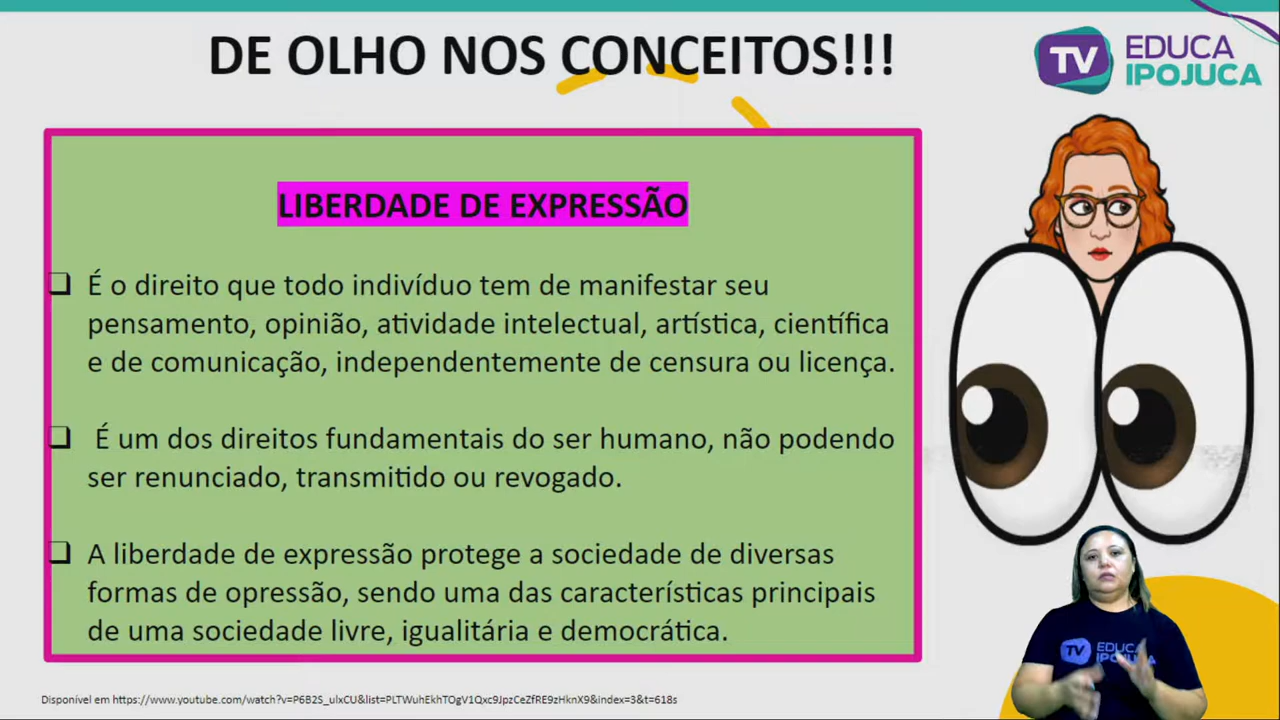 DE OLHO NOS CONCEITOS!!!
TV EDUCA
IPOJUCA
LIBERDADE DE EXPRESSÃO
❑ É o direito que todo indivíduo tem de manifestar seu
pensamento, opinião, atividade intelectual, artística, científica
e de comunicação, independentemente de censura ou licença.
❑ É um dos direitos fundamentais do ser humano, não podendo
ser renunciado, transmitido ou revogado.
❑ A liberdade de expressão protege a sociedade de diversas
formas de opressão, sendo uma das características principais
de uma sociedade livre, igualitária e democrática.
TV EDUCA
IPOJUCA
Disponível em https://www.youtube.com/watch?v=P6B2S_ulxCU&list=PLTWuhEkhTOgV1Qxc9JpzCeZfRE9zHknX9&index=3&t=618s